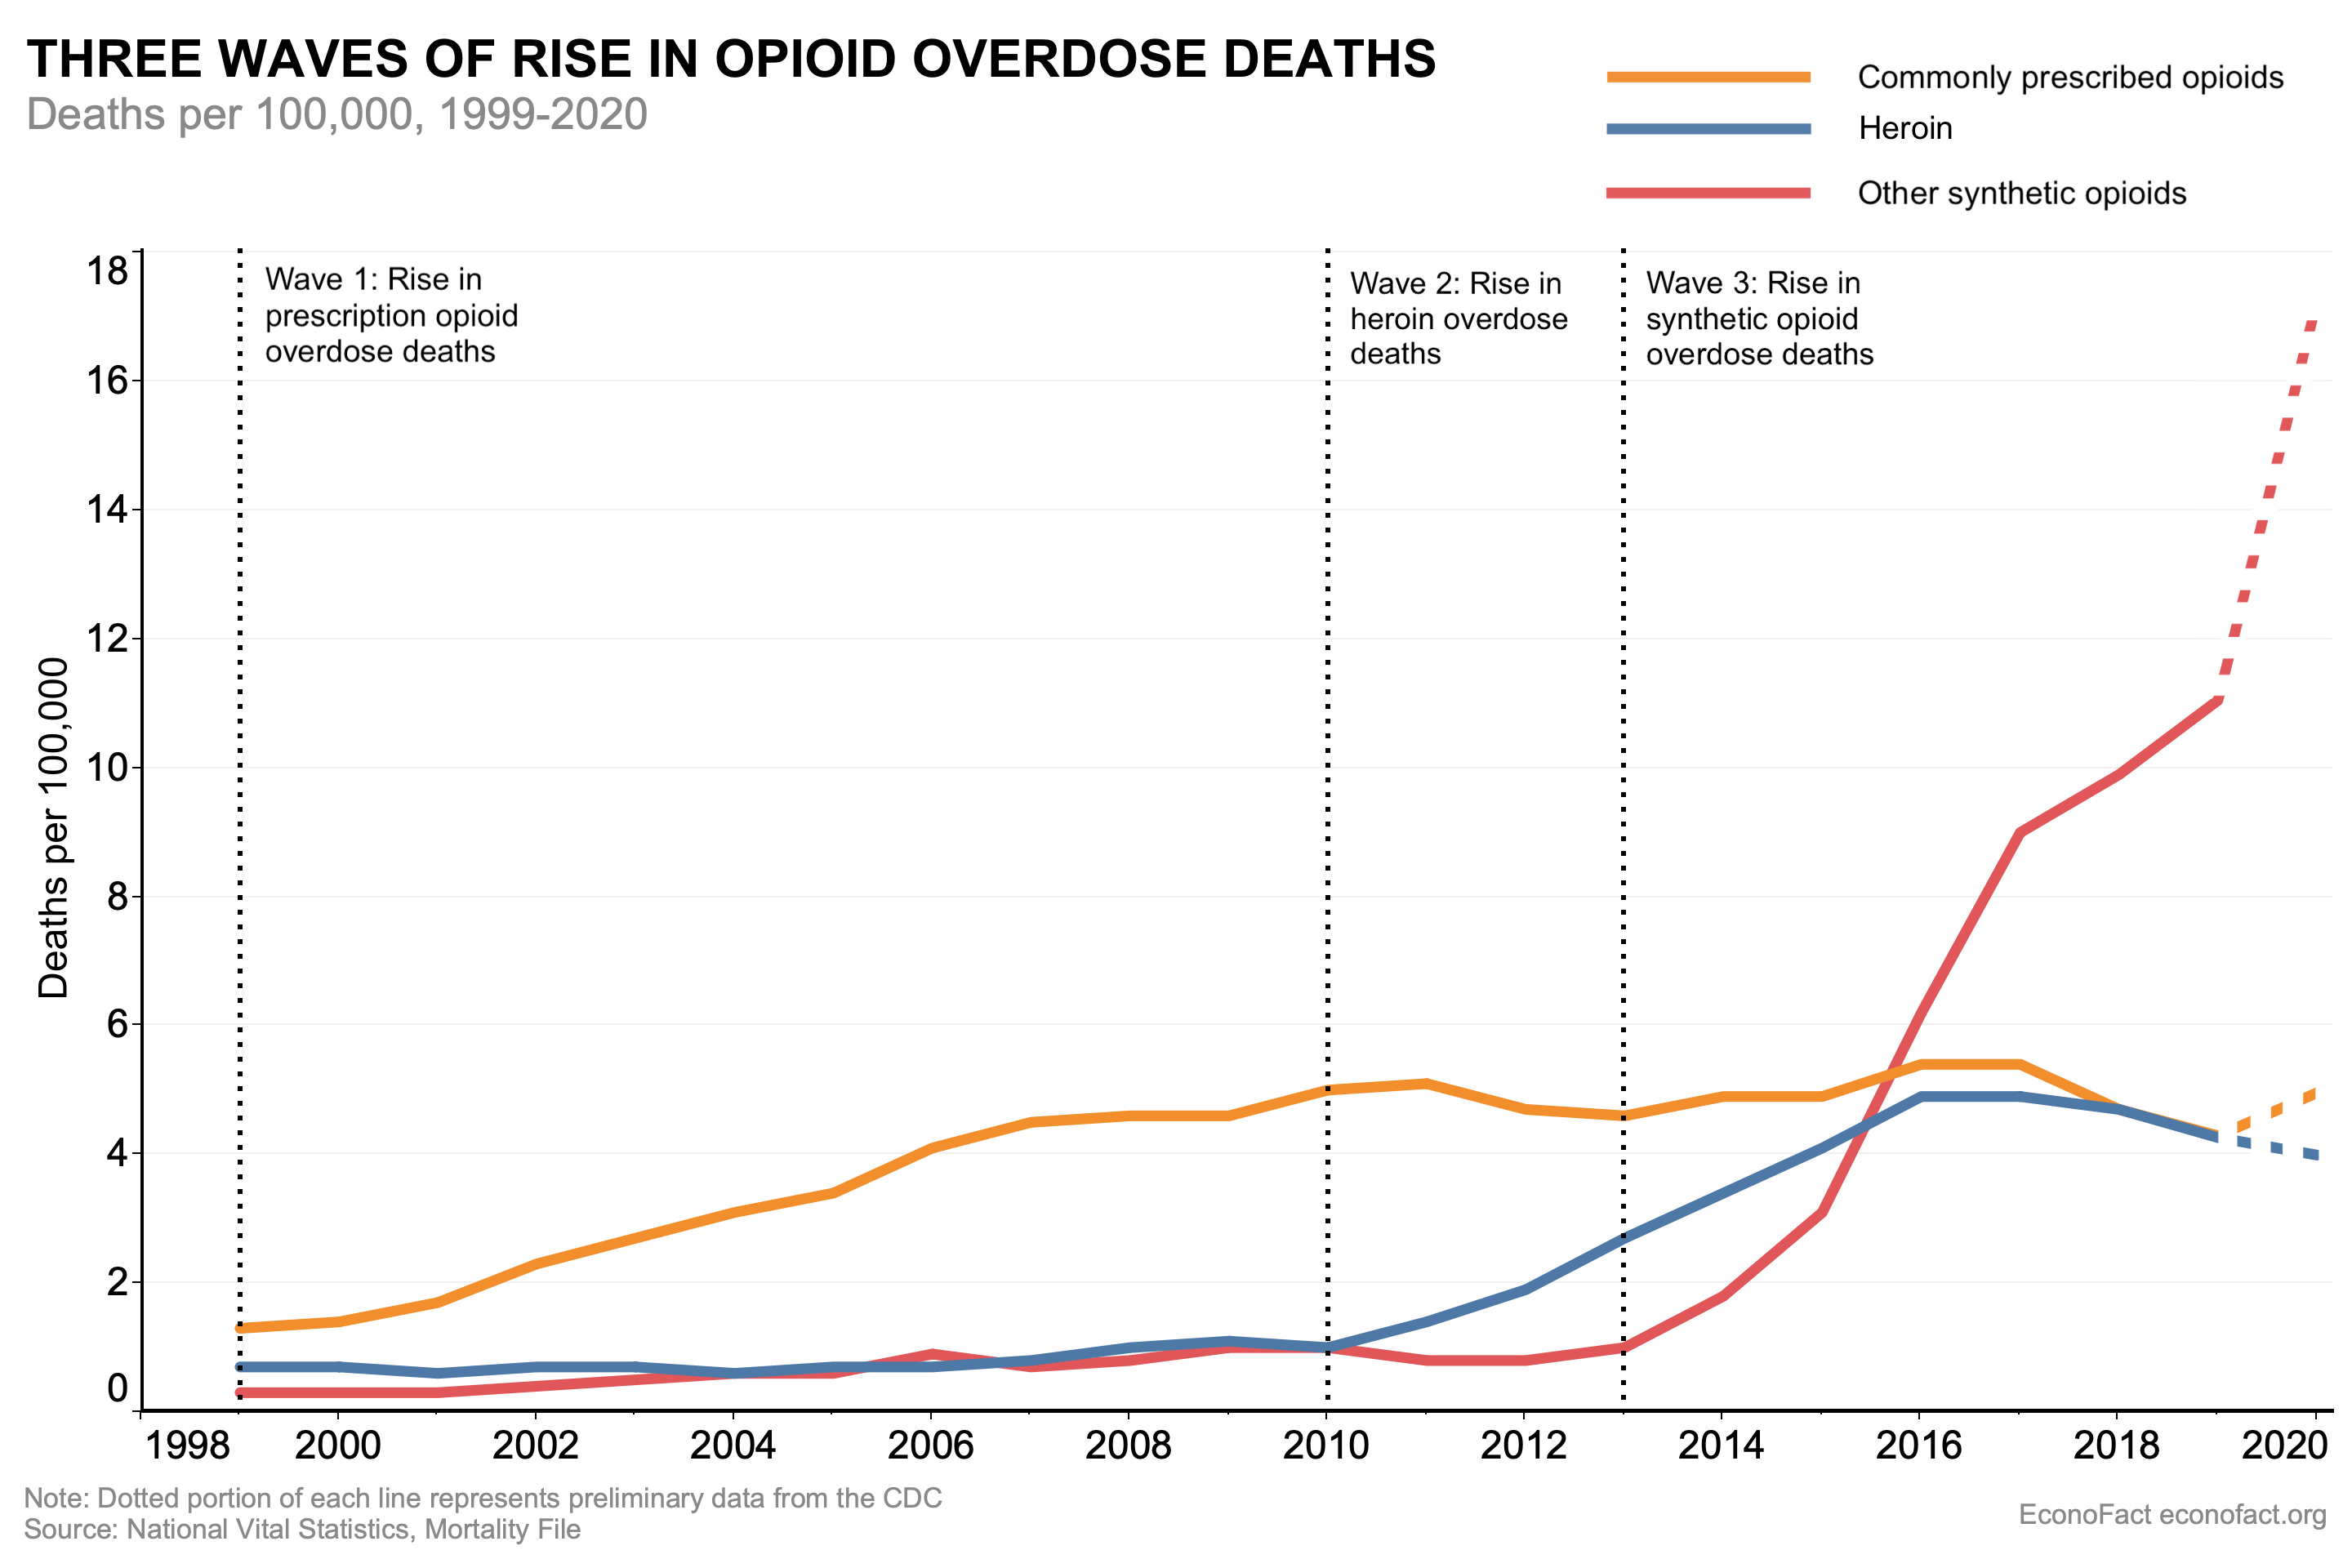 THREE WAVES OF RISE IN OPIOID OVERDOSE DEATHS
Deaths per 100,000, 1999-2020
Commonly prescribed opioids
Heroin
Other synthetic opioids
Wave 1: Rise in
prescription opioid
overdose deaths
Wave 2: Rise in
heroin overdose
deaths
Wave 3: Rise in
synthetic opioid
overdose deaths
Deaths per 100,000
18
16
14
12
10
8
6
4
2
0
1998 2000 2002 2004 2006 2008 2010 2012 2014 2016 2018 2020
Note: Dotted portion of each line represents preliminary data from the CDC
Source: National Vital Statistics, Mortality File
EconoFact econofact.org